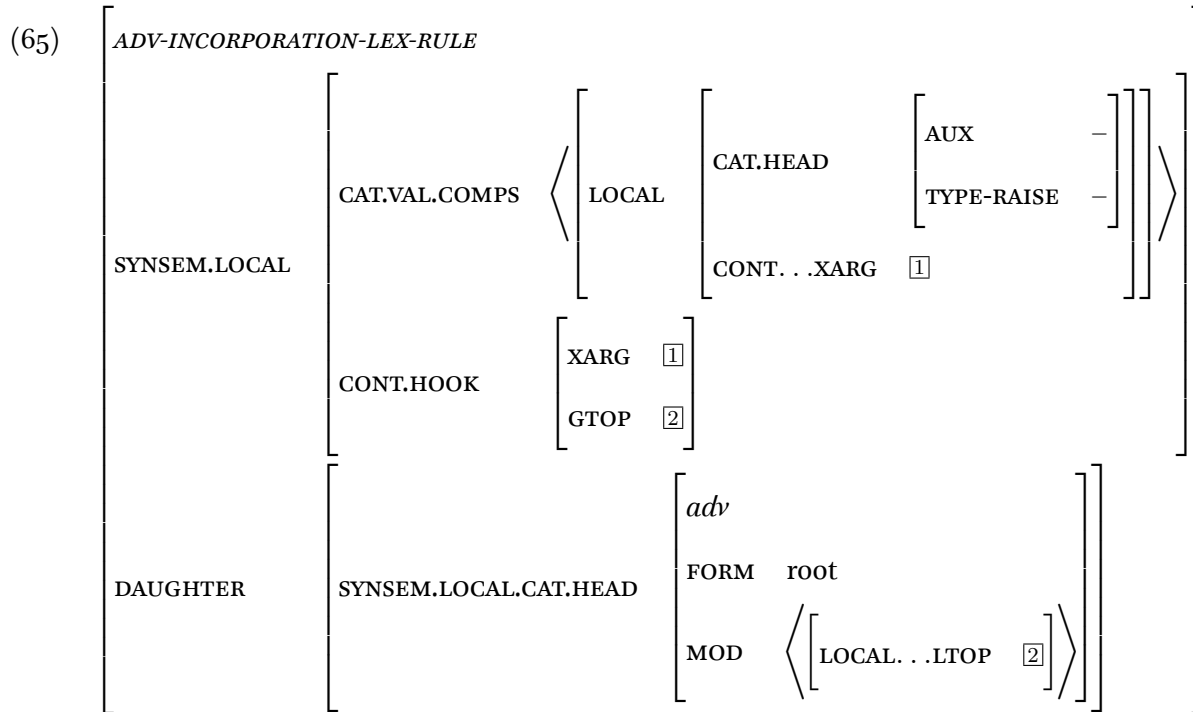 (65)
ADV-INCORPORATION-LEX-RULE
SYNSEM.LOCAL
CAT.VAL.COMPS
LOCAL
CAT.HEAD
AUX –
TYPE-RAISE –
CONT. . .XARG 1
CONT.HOOK
XARG 1
GTOP 2
DAUGHTER
SYNSEM.LOCAL.CAT.HEAD
adv
FORM root
MOD
LOCAL. . .LTOP 2